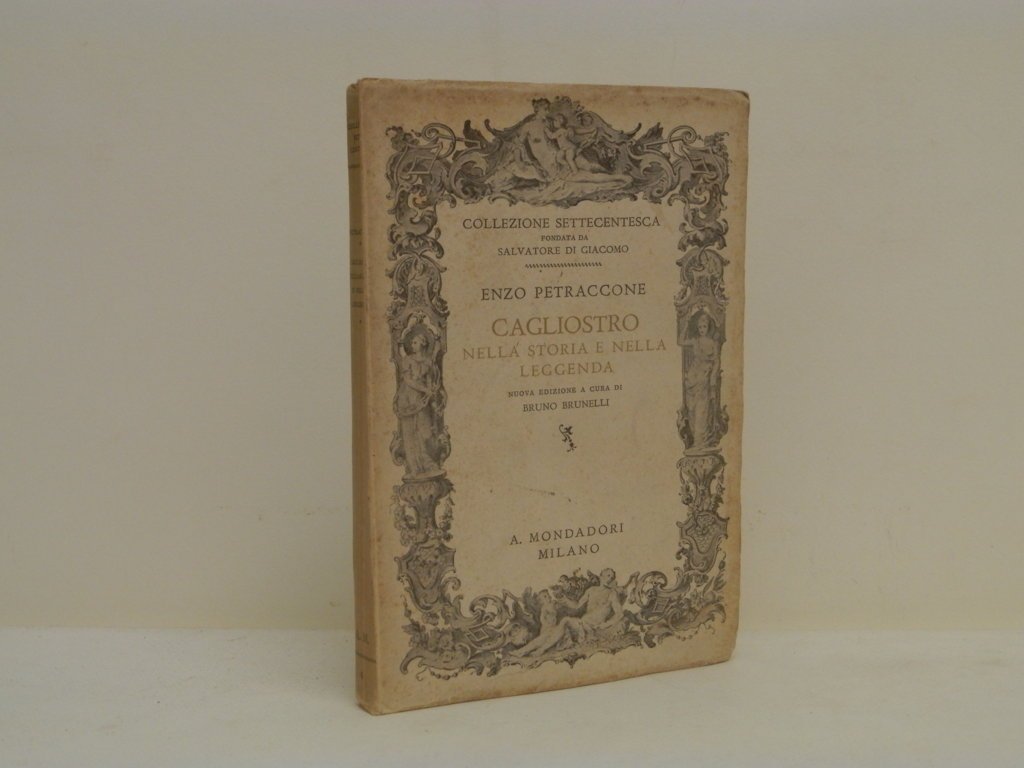 COLLEZIONE SETTECENTESCA
FONDATA DA
SALVATORE DI GIACOMO
ENZO PETRACCONE
CAGLIOSTRO
NELLA STORIA E NELLA
LEGGENDA
NUOVA EDIZIONE A CURA DI
BRUNO BRUNELLI
A. MONDADORI
MILANO